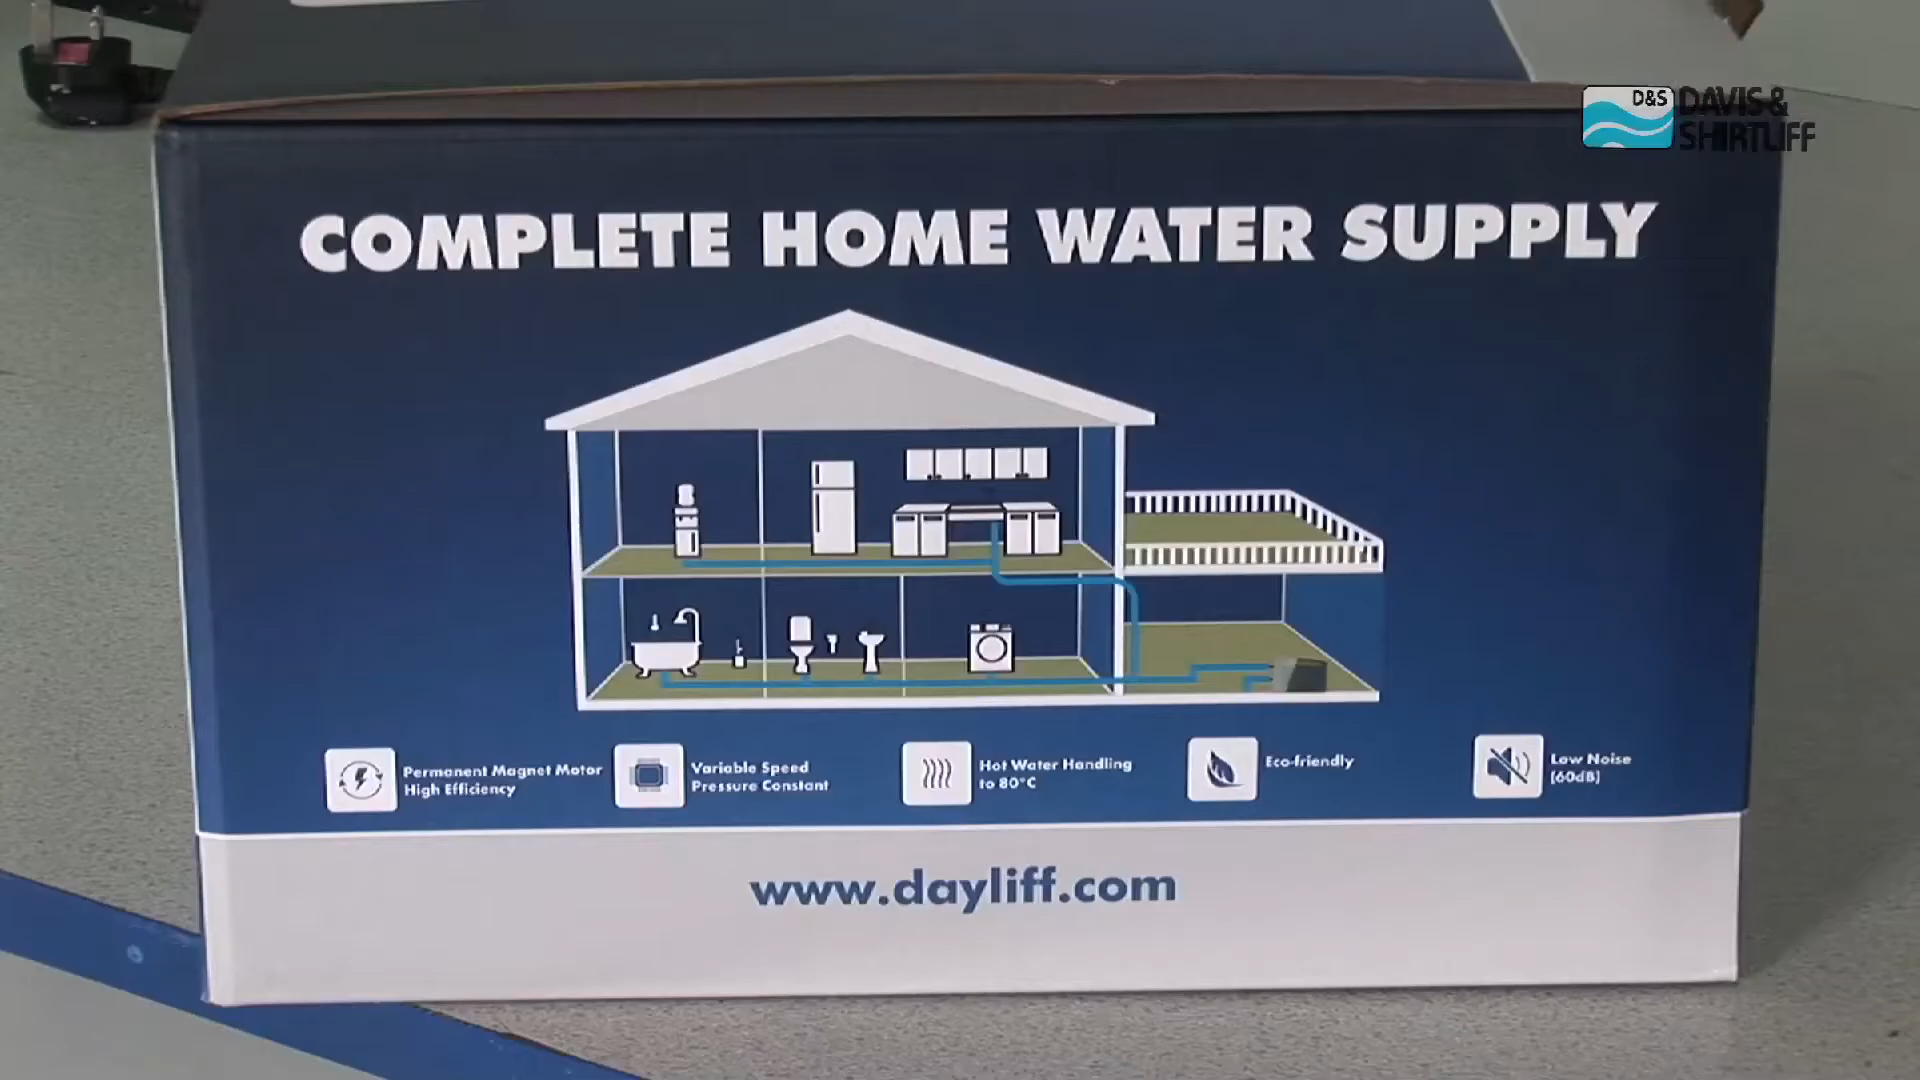 D&S DAVIS &
SHIRTLIFF
COMPLETE HOME WATER SUPPLY
Permanent Magnet Motor
High Efficiency
Variable Speed
Pressure Constant
Hot Water Handling
to 80°C
Eco-friendly
Low Noise
(60dB)
www.dayliff.com